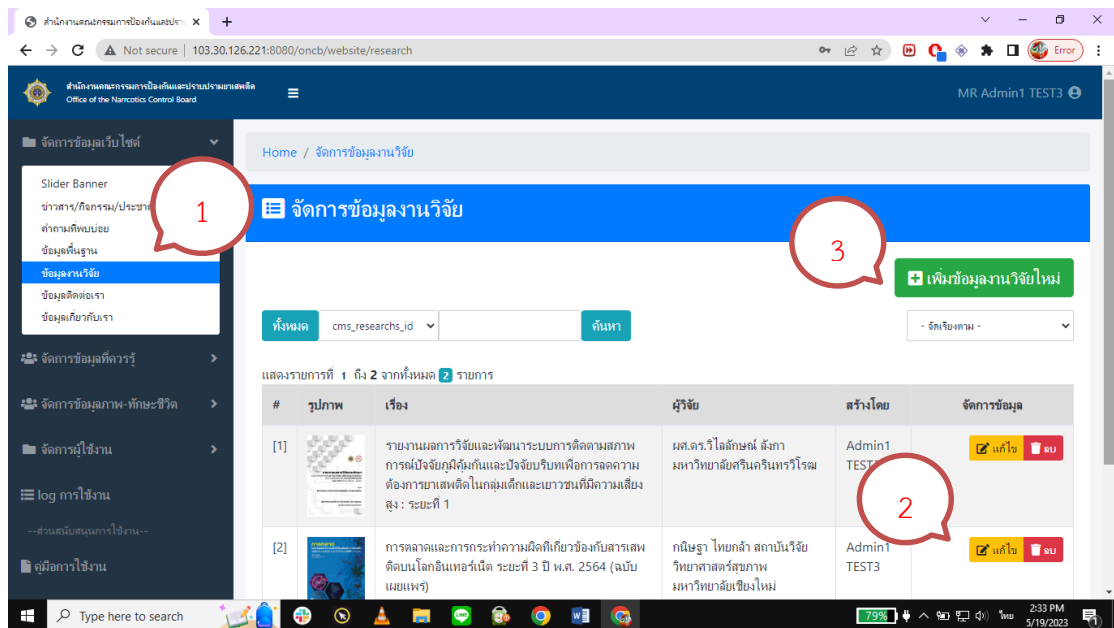 สำนักงานคณะกรรมการป้องกันและปรา
Not secure | 103.30.126.221:8080/oncb/website/research
Error
สำนักงานคณะกรรมการป้องกันและปราบปรามยาเสพติด
Office of the Narrcotics Control Board
MR Admin1 TEST3
จัดการข้อมูลเว็บไซต์
Home / จัดการข้อมูลงานวิจัย
Slider Banner
ข่าวสาร/กิจกรรม/ประชา
คำถามที่พบบ่อย
ข้อมูลพื้นฐาน
ข้อมูลงานวิจัย
ข้อมูลติดต่อเรา
ข้อมูลเกี่ยวกับเรา
1
จัดการข้อมูลงานวิจัย
3
เพิ่มข้อมูลงานวิจัยใหม่
ทั้งหมด cms_researchs_id ค้นหา - จัดเรียงตาม -
จัดการข้อมูลที่ควรรู้
แสดงรายการที่ 1 ถึง 2 จากทั้งหมด 2 รายการ
จัดการข้อมูลภาพ-ทักษะชีวิต
# รูปภาพ เรื่อง ผู้วิจัย สร้างโดย จัดการข้อมูล
จัดการผู้ใช้งาน
log การใช้งาน
--ส่วนสนับสนุนการใช้งาน--
คู่มือการใช้งาน
[1] รายงานผลการวิจัยและพัฒนาระบบการติดตามสภาพ ผศ.ดร.วิไลลักษณ์ ลังกา Admin1 แก้ไข ลบ
การณ์ปัจจัยภูมิคุ้มกันและปัจจัยบริบทเพื่อการลดความ มหาวิทยาลัยศรีนครินทรวิโรฒ TEST
ต้องการยาเสพติดในกลุ่มเด็กและเยาวชนที่มีความเสี่ยง
สูง : ระยะที่ 1
2
[2] การตลาดและการกระทำความผิดที่เกี่ยวข้องกับสารเสพ กนิษฐา ไทยกล้า สถาบันวิจัย Admin1 แก้ไข ลบ
ติดบนโลกอินเทอร์เน็ต ระยะที่ 3 ปี พ.ศ. 2564 (ฉบับ วิทยาศาสตร์สุขภาพ TEST3
เผยแพร่) มหาวิทยาลัยเชียงใหม่
Type here to search
79%
ไทย
2:33 PM
5/19/2023